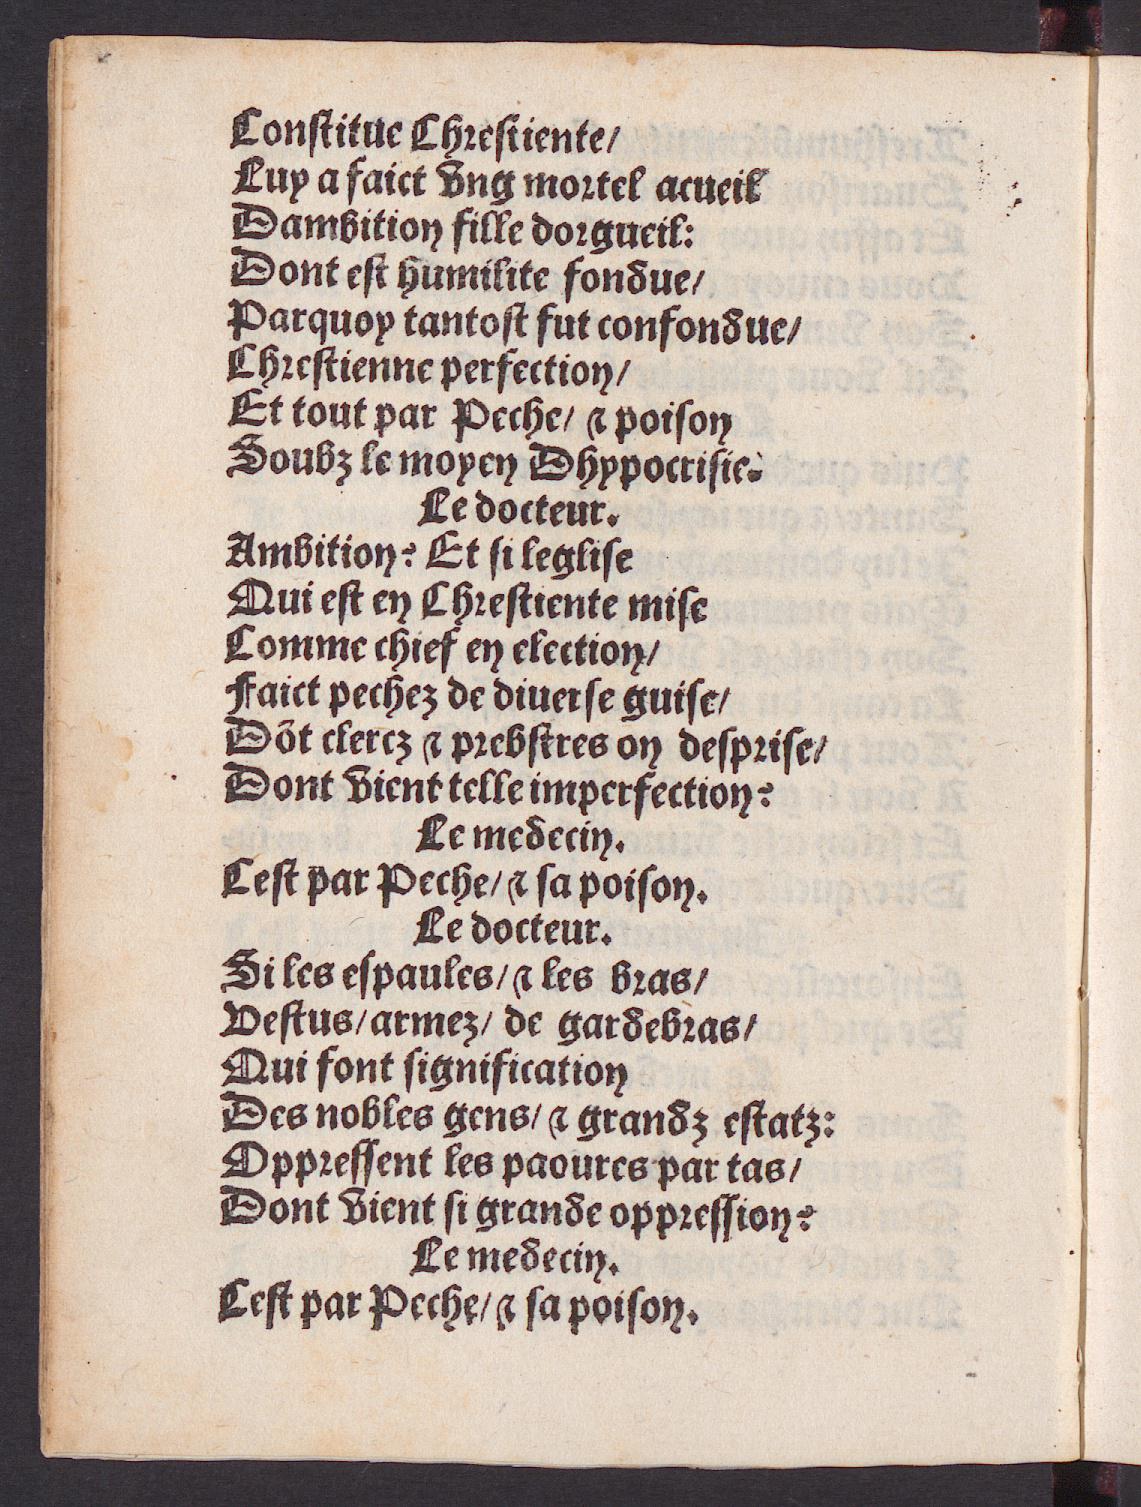 Constitue Chrestiente/
Luy a faict vng mortel acueil
Dambition fille dorgueil:
Dont est humilite fondue/
Parquoy tantost fut confondue/
Chrestienne perfection/
Et tout par Peche/ ⁊ poison
Soubz le moyen Dhypocrisie.
Le docteur.
Ambition? Et si leglise
Qui est en Chrestiente mise
Comme chief en election/
Faict pechez de diuerse guise/
Dōt clercz ⁊ prebstres on desprise/
Dont vient telle imperfection?
Le medecin.
Cest par Peche/ ⁊ sa poison.
Le docteur.
Si les espaules/ ⁊ les bras/
Vestus/ armez/ de gardebras/
Qui font signification
Des nobles gens/ ⁊ grandz estatz:
Oppressent les paoures par tas/
Dont vient si grande oppression?
Le medecin.
Cest par Peche/ ⁊ sa poison.